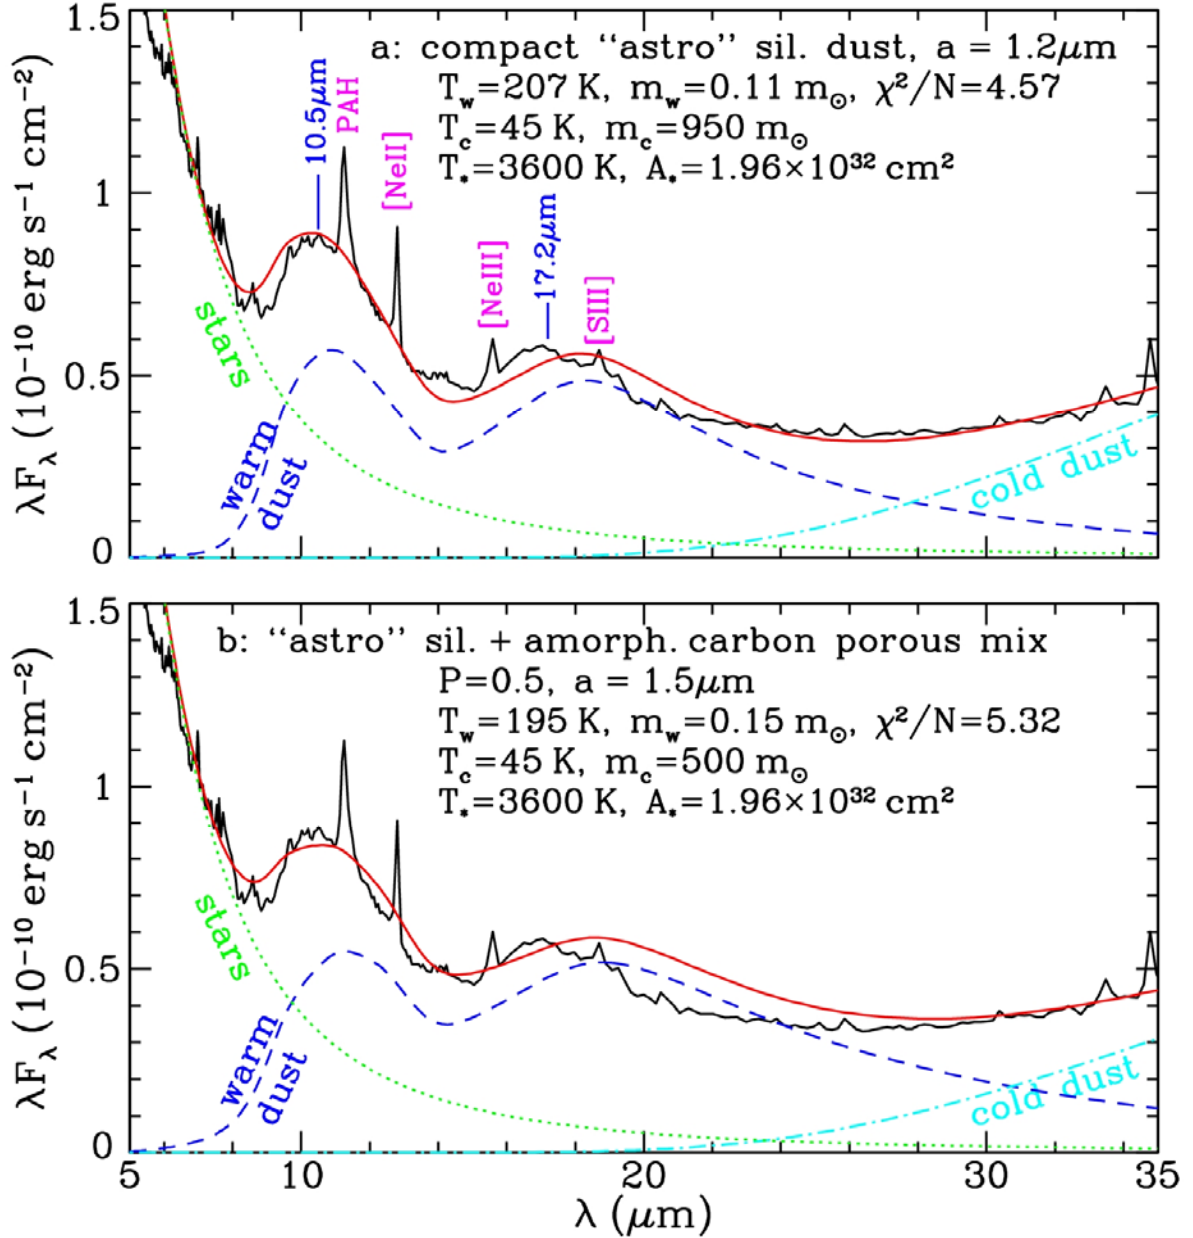 1.5
a: compact “astro” sil. dust, a = 1.2μm
T_w=207 K, m_w=0.11 m_⊙, χ²/N=4.57
T_c=45 K, m_c=950 m_⊙
T_*=3600 K, A_*=1.96×10³² cm²
10.5μm
PAH
[NeII]
[NeIII]
17.2μm
[SIII]
1
0.5
0
λF_λ (10⁻¹⁰ erg s⁻¹ cm⁻²)
stars
warm
dust
cold dust
1.5
b: “astro” sil. + amorph. carbon porous mix
P=0.5, a = 1.5μm
T_w=195 K, m_w=0.15 m_⊙, χ²/N=5.32
T_c=45 K, m_c=500 m_⊙
T_*=3600 K, A_*=1.96×10³² cm²
1
0.5
0
λF_λ (10⁻¹⁰ erg s⁻¹ cm⁻²)
stars
warm
dust
cold dust
5 10 20 30 35
λ (μm)